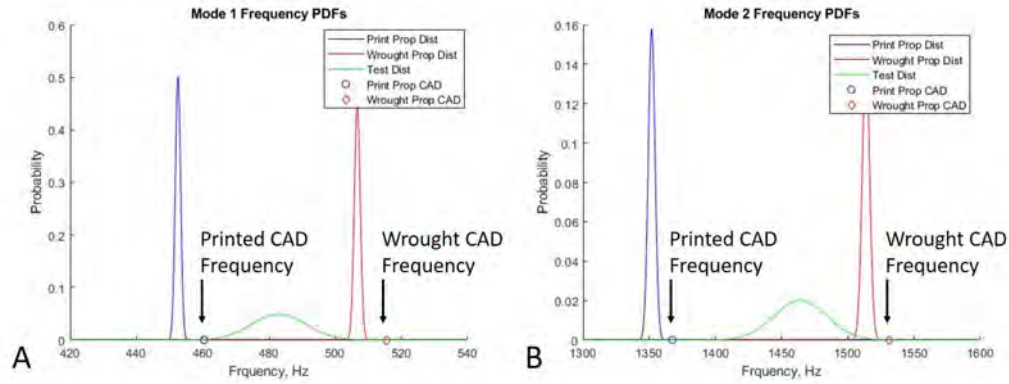 Mode 1 Frequency PDFs
0.6
0.5
0.4
0.3
0.2
0.1
0
Probability
Print Prop Dist
Wrought Prop Dist
Test Dist
Print Prop CAD
Wrought Prop CAD
Printed CAD
Frequency
Wrought CAD
Frequency
420 440 460 480 500 520 540
Frquency, Hz
A
Mode 2 Frequency PDFs
0.16
0.14
0.12
0.1
0.08
0.06
0.04
0.02
0
Probability
Print Prop Dist
Wrought Prop Dist
Test Dist
Print Prop CAD
Wrought Prop CAD
Printed CAD
Frequency
Wrought CAD
Frequency
1300 1350 1400 1450 1500 1550 1600
Frquency, Hz
B